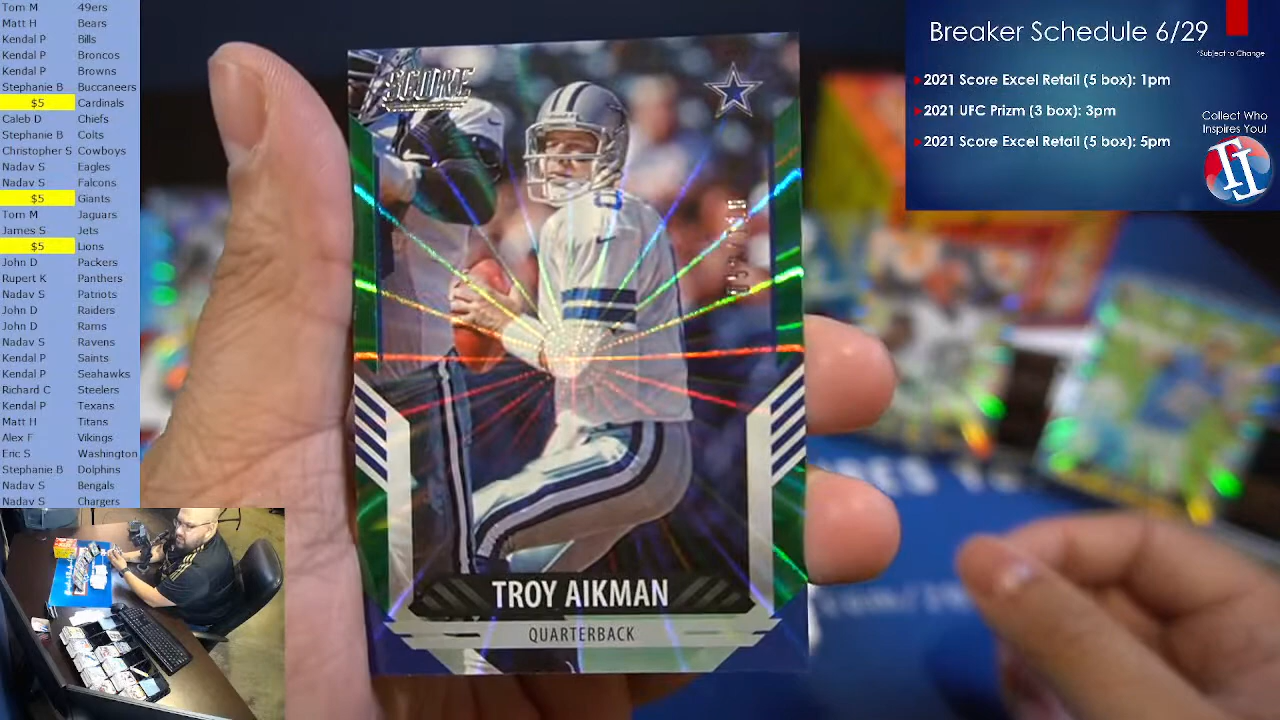 Tom M 49ers
Matt H Bears
Kendal P Bills
Kendal P Broncos
Kendal P Browns
Stephanie B Buccaneers
$5 Cardinals
Caleb D Chiefs
Stephanie B Colts
Christopher S Cowboys
Nadav S Eagles
Nadav S Falcons
$5 Giants
Tom M Jaguars
James S Jets
$5 Lions
John D Packers
Rupert K Panthers
Nadav S Patriots
John D Raiders
John D Rams
Nadav S Ravens
Kendal P Saints
Kendal P Seahawks
Richard C Steelers
Kendal P Texans
Matt H Titans
Alex F Vikings
Eric S Washington
Stephanie B Dolphins
Nadav S Bengals
Nadav S Chargers
SCORE
8
TROY AIKMAN
QUARTERBACK
Breaker Schedule 6/29
*Subject to Change
2021 Score Excel Retail (5 box): 1pm
2021 UFC Prizm (3 box): 3pm
2021 Score Excel Retail (5 box): 5pm
Collect Who
Inspires You!